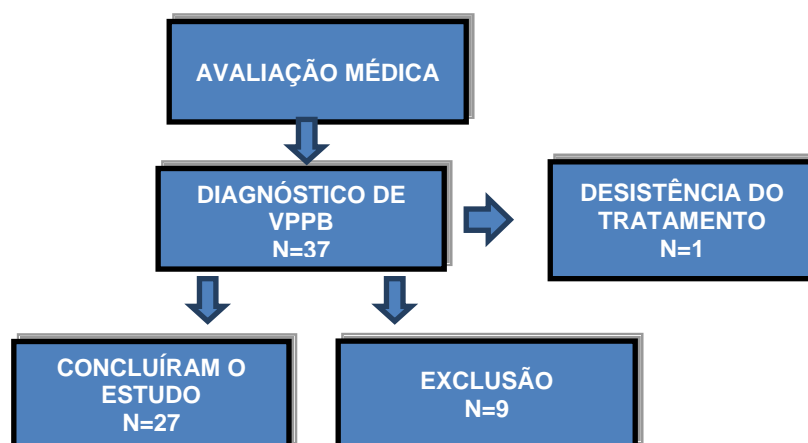 AVALIAÇÃO MÉDICA
DIAGNÓSTICO DE
VPPB
N=37
DESISTÊNCIA DO
TRATAMENTO
N=1
CONCLUÍRAM O
ESTUDO
N=27
EXCLUSÃO
N=9